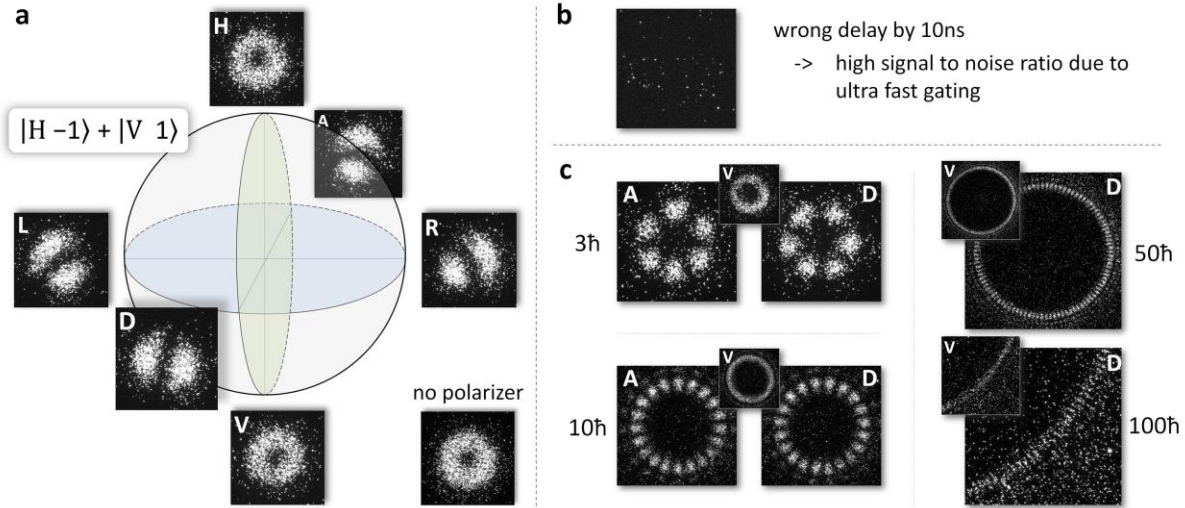 a
H
|H −1⟩ + |V 1⟩
A
L
R
D
V
no polarizer
b
wrong delay by 10ns
-> high signal to noise ratio due to
ultra fast gating
c
A
V
D
3ħ
A
V
D
10ħ
V
D
50ħ
V
D
100ħ